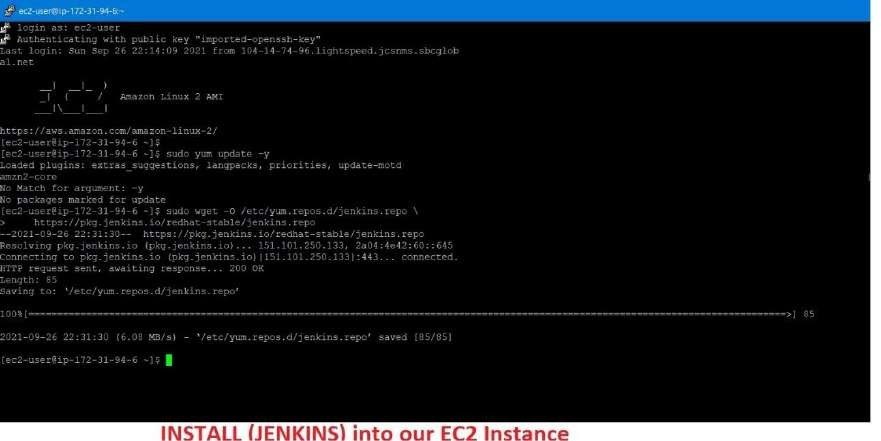 ec2-user@ip-172-31-94-6:~
login as: ec2-user
Authenticating with public key "imported-openssh-key"
Last login: Sun Sep 26 22:14:09 2021 from 104-14-74-96.lightspeed.jcsnms.sbcglob
al.net
__|  __|_  )
_|  (     /   Amazon Linux 2 AMI
___|\___|___|
https://aws.amazon.com/amazon-linux-2/
[ec2-user@ip-172-31-94-6 ~]$
[ec2-user@ip-172-31-94-6 ~]$ sudo yum update –y
Loaded plugins: extras_suggestions, langpacks, priorities, update-motd
amzn2-core
No Match for argument: –y
No packages marked for update
[ec2-user@ip-172-31-94-6 ~]$ sudo wget -O /etc/yum.repos.d/jenkins.repo \
>     https://pkg.jenkins.io/redhat-stable/jenkins.repo
--2021-09-26 22:31:30--  https://pkg.jenkins.io/redhat-stable/jenkins.repo
Resolving pkg.jenkins.io (pkg.jenkins.io)... 151.101.250.133, 2a04:4e42:60::645
Connecting to pkg.jenkins.io (pkg.jenkins.io)|151.101.250.133|:443... connected.
HTTP request sent, awaiting response... 200 OK
Length: 85
Saving to: ‘/etc/yum.repos.d/jenkins.repo’
100%[======================================>] 85
2021-09-26 22:31:30 (6.08 MB/s) - ‘/etc/yum.repos.d/jenkins.repo’ saved [85/85]
[ec2-user@ip-172-31-94-6 ~]$
INSTALL (JENKINS) into our EC2 Instance